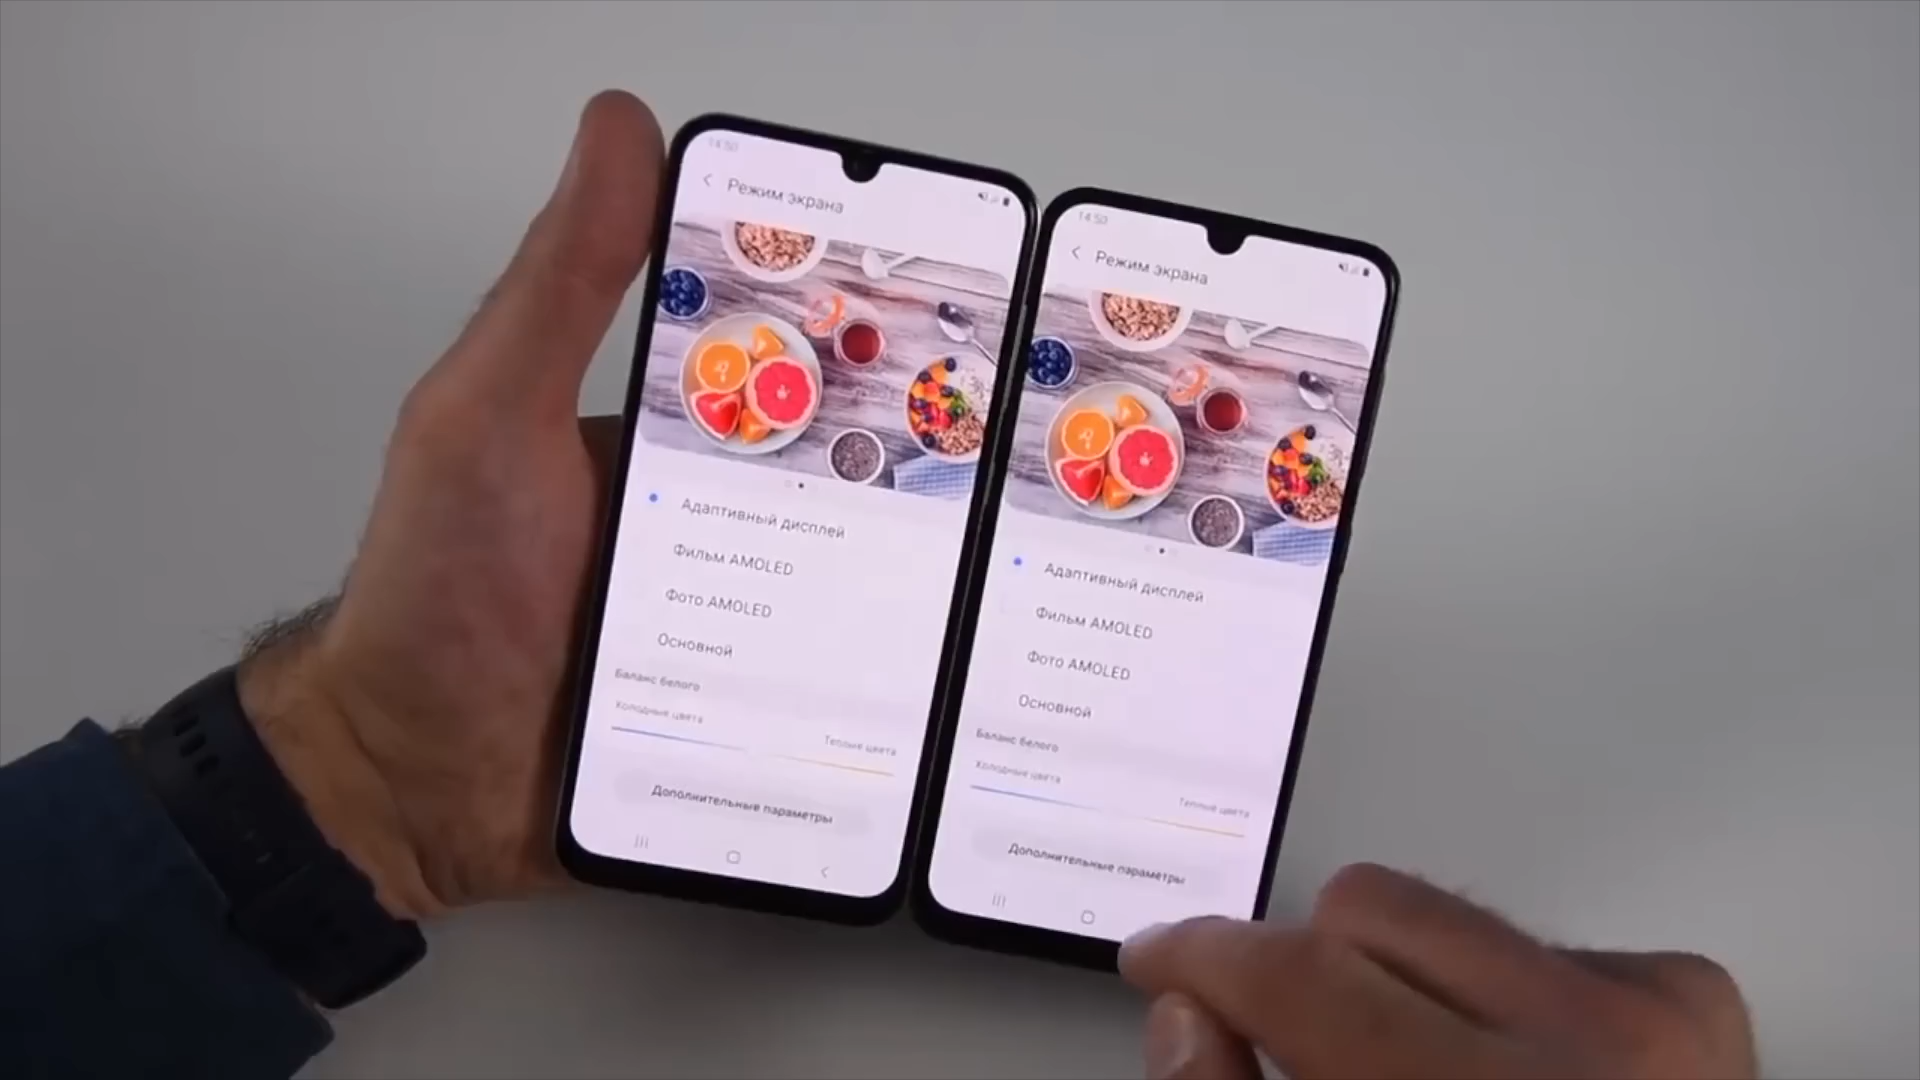 14:50
Режим экрана
Адаптивный дисплей
Фильм AMOLED
Фото AMOLED
Основной
Баланс белого
Холодные цвета
Теплые цвета
Дополнительные параметры
14:50
Режим экрана
Адаптивный дисплей
Фильм AMOLED
Фото AMOLED
Основной
Баланс белого
Холодные цвета
Теплые цвета
Дополнительные параметры